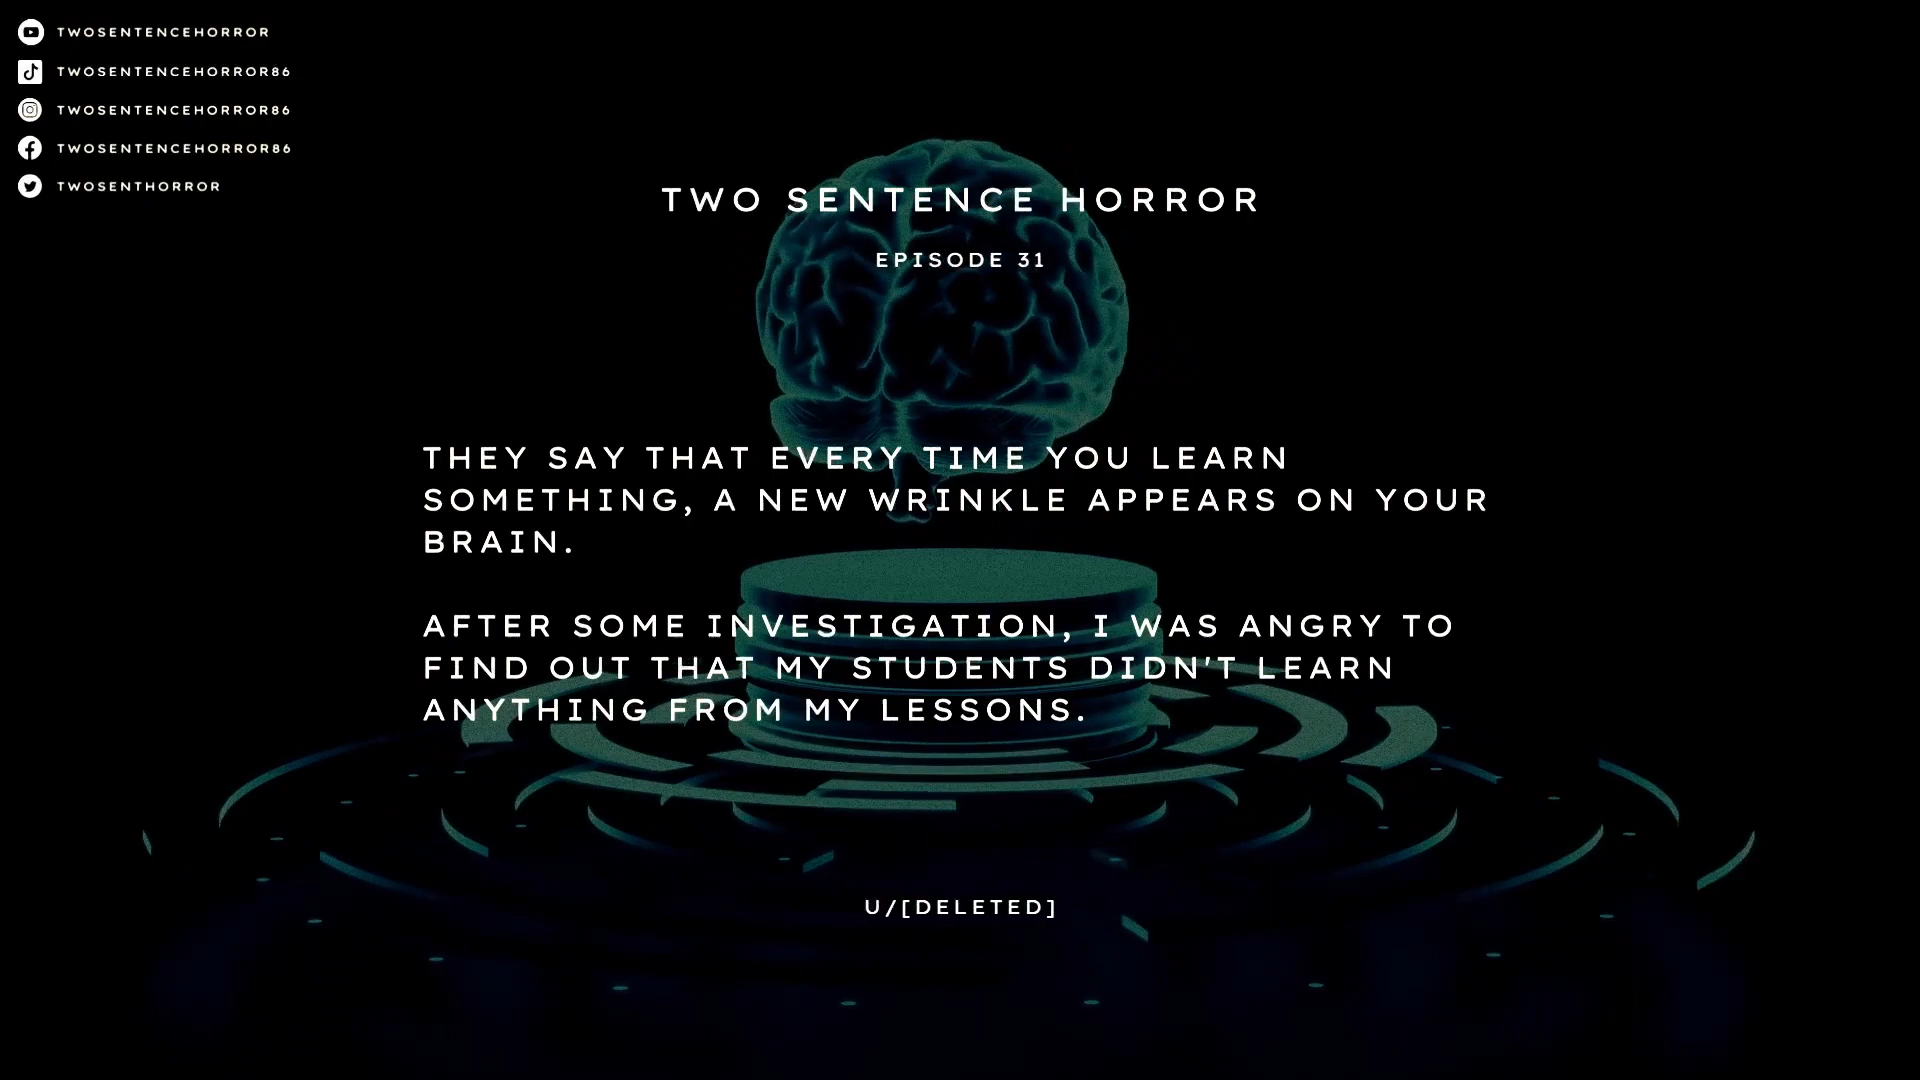 TWOSENTENCEHORROR
TWOSENTENCEHORROR86
TWOSENTENCEHORROR86
TWOSENTENCEHORROR86
TWOSENTHORROR
TWO SENTENCE HORROR
EPISODE 31
THEY SAY THAT EVERY TIME YOU LEARN
SOMETHING, A NEW WRINKLE APPEARS ON YOUR
BRAIN.
AFTER SOME INVESTIGATION, I WAS ANGRY TO
FIND OUT THAT MY STUDENTS DIDN'T LEARN
ANYTHING FROM MY LESSONS.
U/[DELETED]